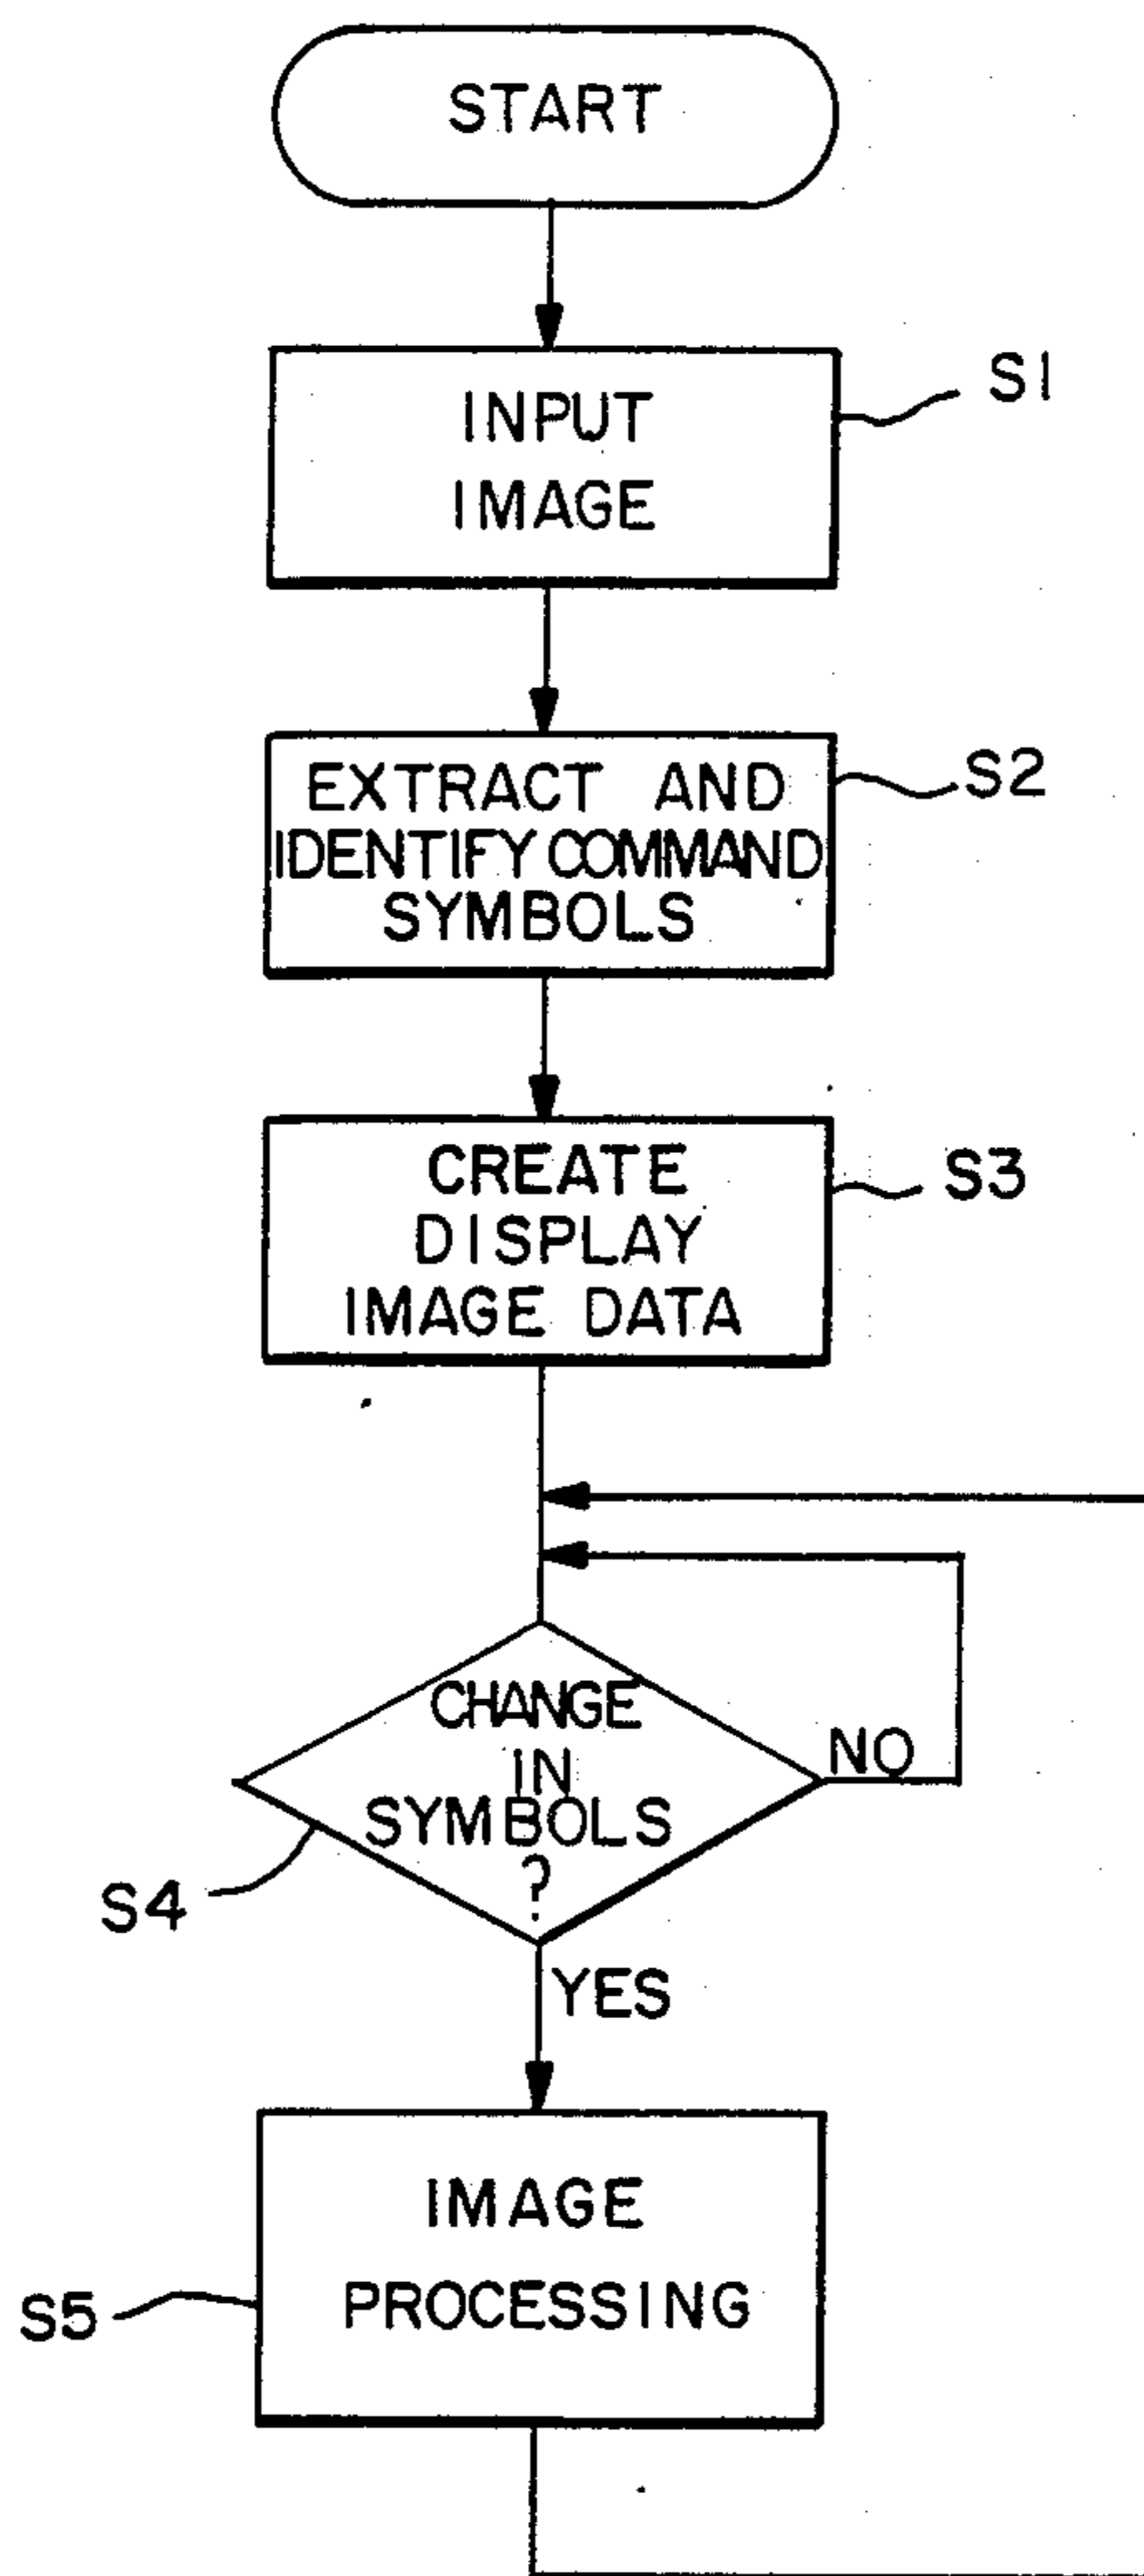 START
INPUT
IMAGE
S1
EXTRACT AND
IDENTIFY COMMAND
SYMBOLS
S2
CREATE
DISPLAY
IMAGE DATA
S3
CHANGE
IN
SYMBOLS
?
NO
S4
YES
IMAGE
PROCESSING
S5